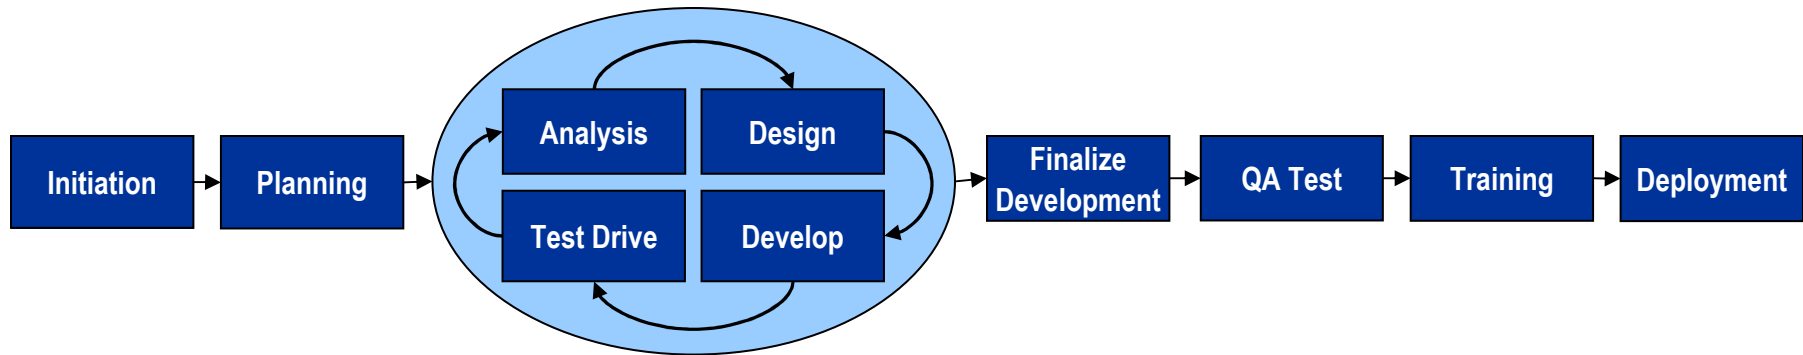 Initiation
Planning
Analysis
Design
Test Drive
Develop
Finalize
Development
QA Test
Training
Deployment